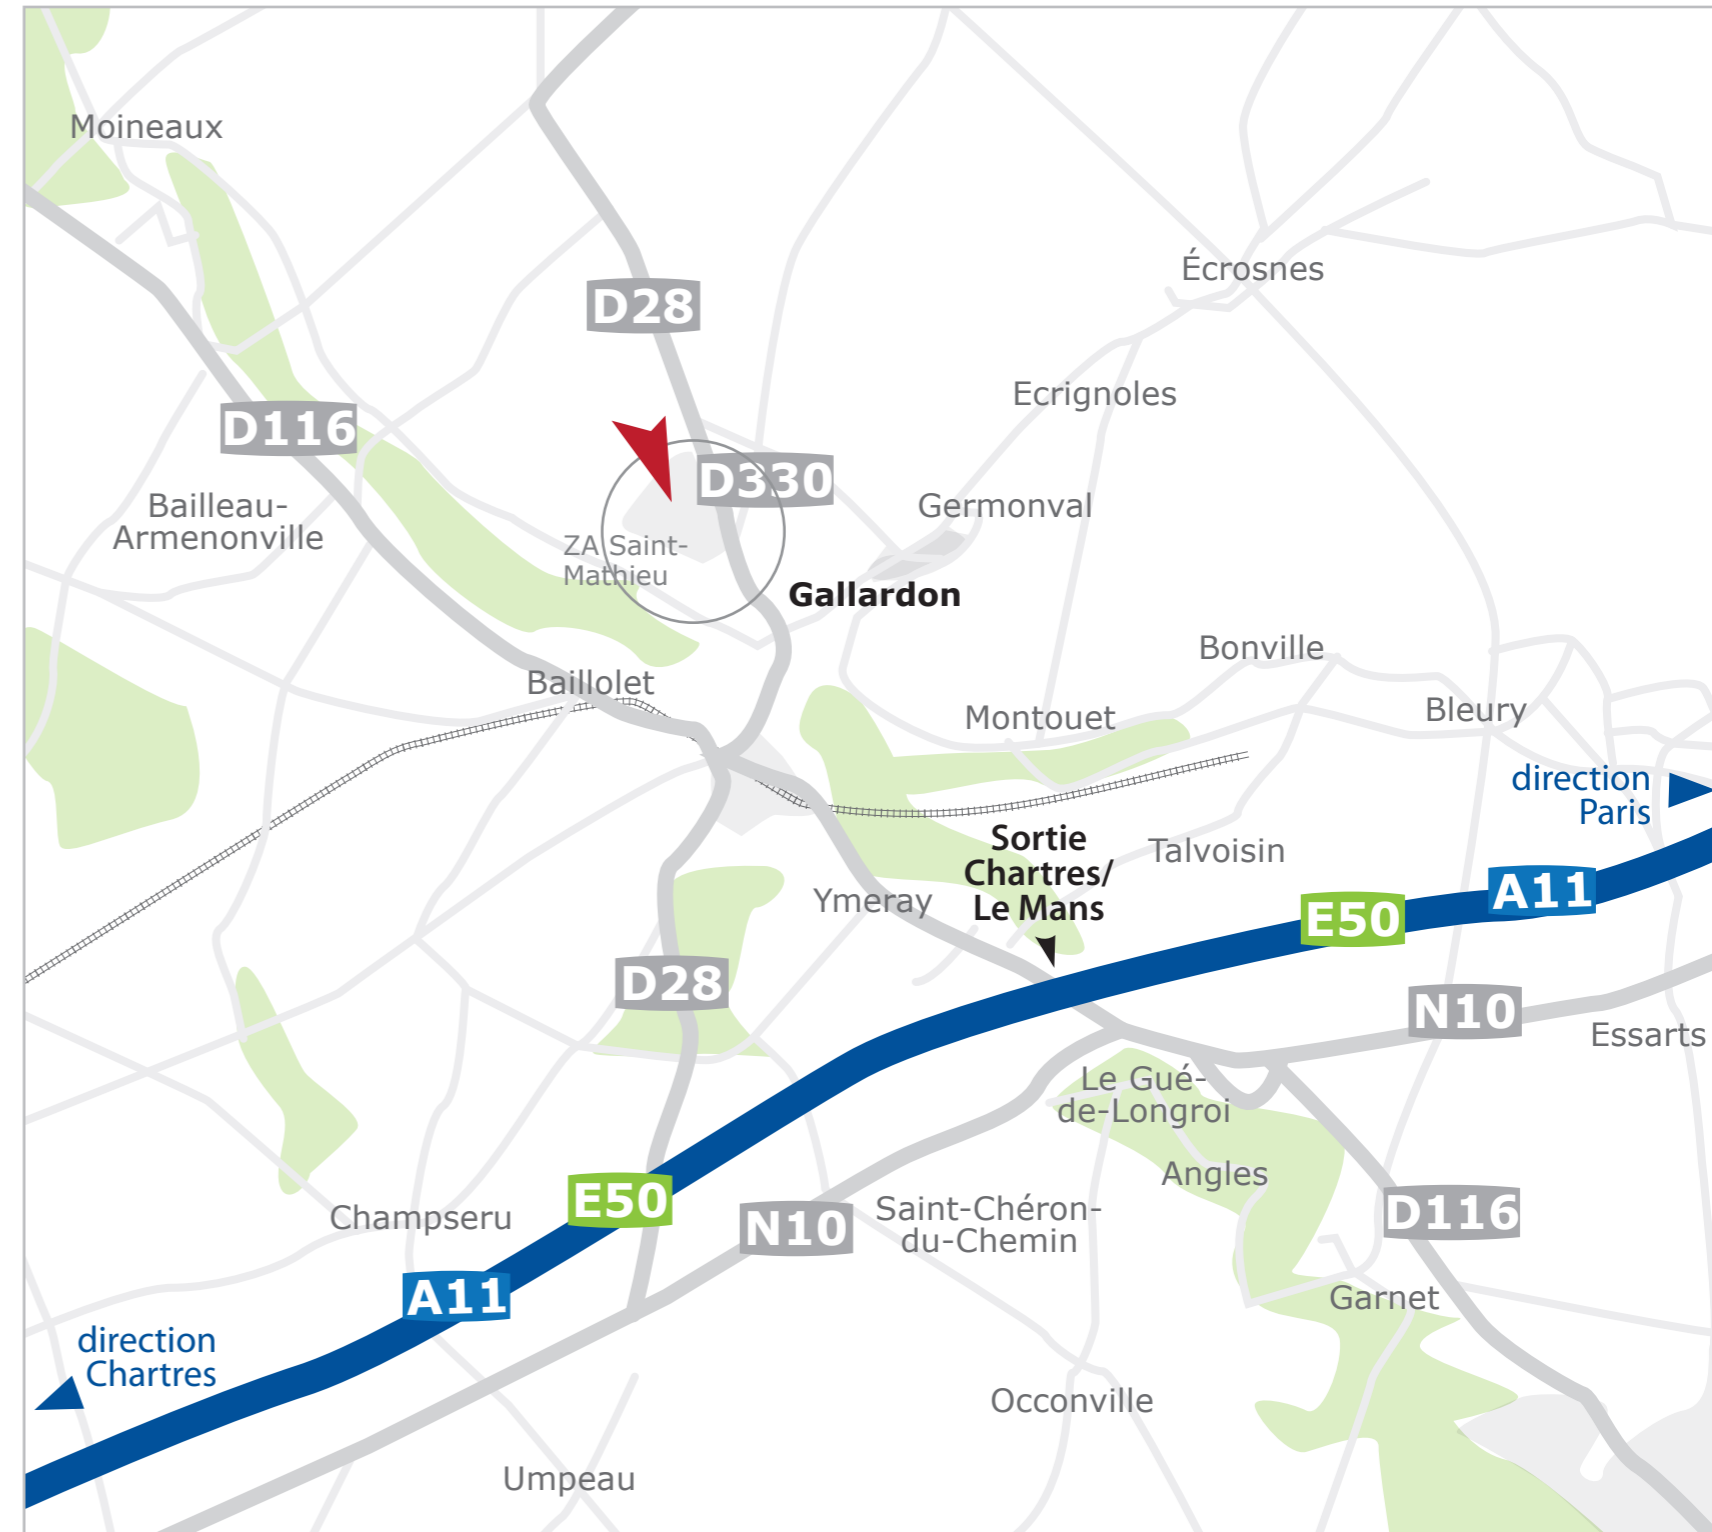 Moineaux
Écrosnes
D28
Ecrignoles
D116
D330
Bailleau-
Armenonville
Germonval
ZA Saint-
Mathieu
Gallardon
Bonville
Baillolet
Montouet
Bleury
direction
Paris
Sortie
Chartres/
Le Mans
Talvoisin
Ymeray
A11
E50
D28
N10
Essarts
Le Gué-
de-Longroi
Angles
E50
Champseru
N10
Saint-Chéron-
du-Chemin
D116
A11
Garnet
direction
Chartres
Occonville
Umpeau